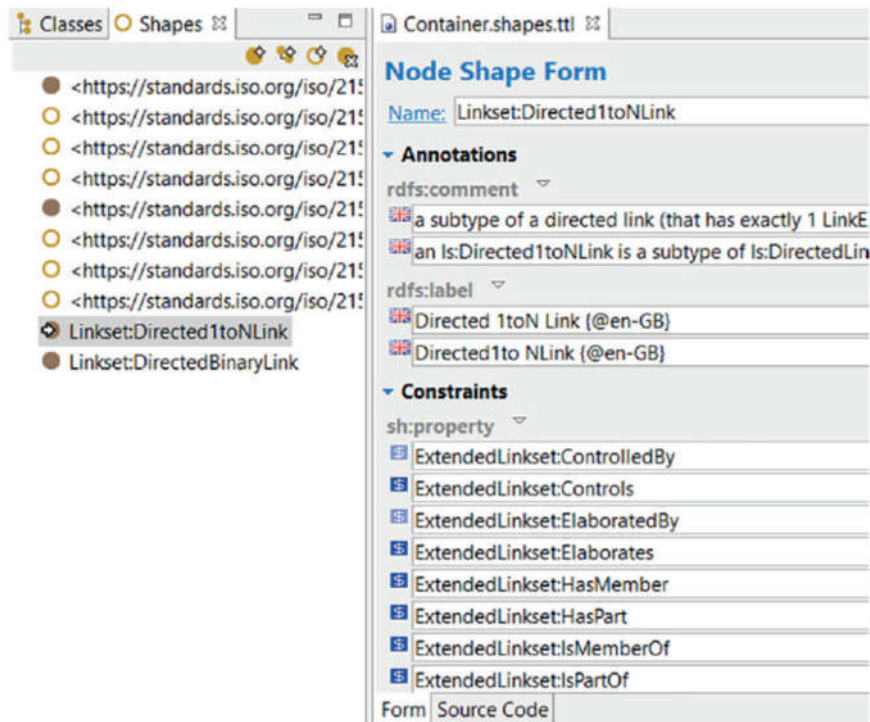 Classes
Shapes
<https://standards.iso.org/iso/215
<https://standards.iso.org/iso/215
<https://standards.iso.org/iso/215
<https://standards.iso.org/iso/215
<https://standards.iso.org/iso/215
<https://standards.iso.org/iso/215
<https://standards.iso.org/iso/215
<https://standards.iso.org/iso/215
Linkset:Directed1toNLink
Linkset:DirectedBinaryLink
Container.shapes.ttl
Node Shape Form
Name: Linkset:Directed1toNLink
Annotations
rdfs:comment
a subtype of a directed link (that has exactly 1 LinkE
an ls:Directed1toNLink is a subtype of ls:DirectedLin
rdfs:label
Directed 1toN Link {@en-GB}
Directed1to NLink {@en-GB}
Constraints
sh:property
ExtendedLinkset:ControlledBy
ExtendedLinkset:Controls
ExtendedLinkset:ElaboratedBy
ExtendedLinkset:Elaborates
ExtendedLinkset:HasMember
ExtendedLinkset:HasPart
ExtendedLinkset:IsMemberOf
ExtendedLinkset:IsPartOf
Form Source Code